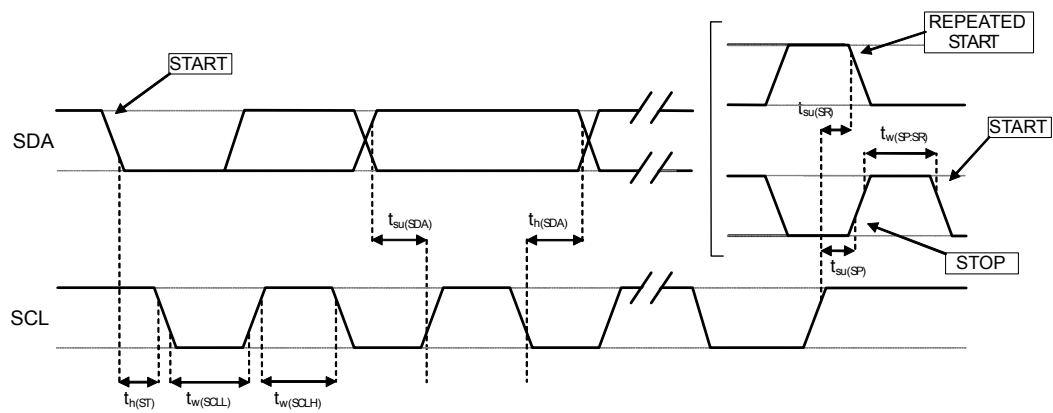 REPEATED
START
START
t_su(SR)
START
SDA
t_w(SP:SR)
t_su(SDA)
t_h(SDA)
t_su(SP)
STOP
SCL
t_h(ST)
t_w(SCLL)
t_w(SCLH)